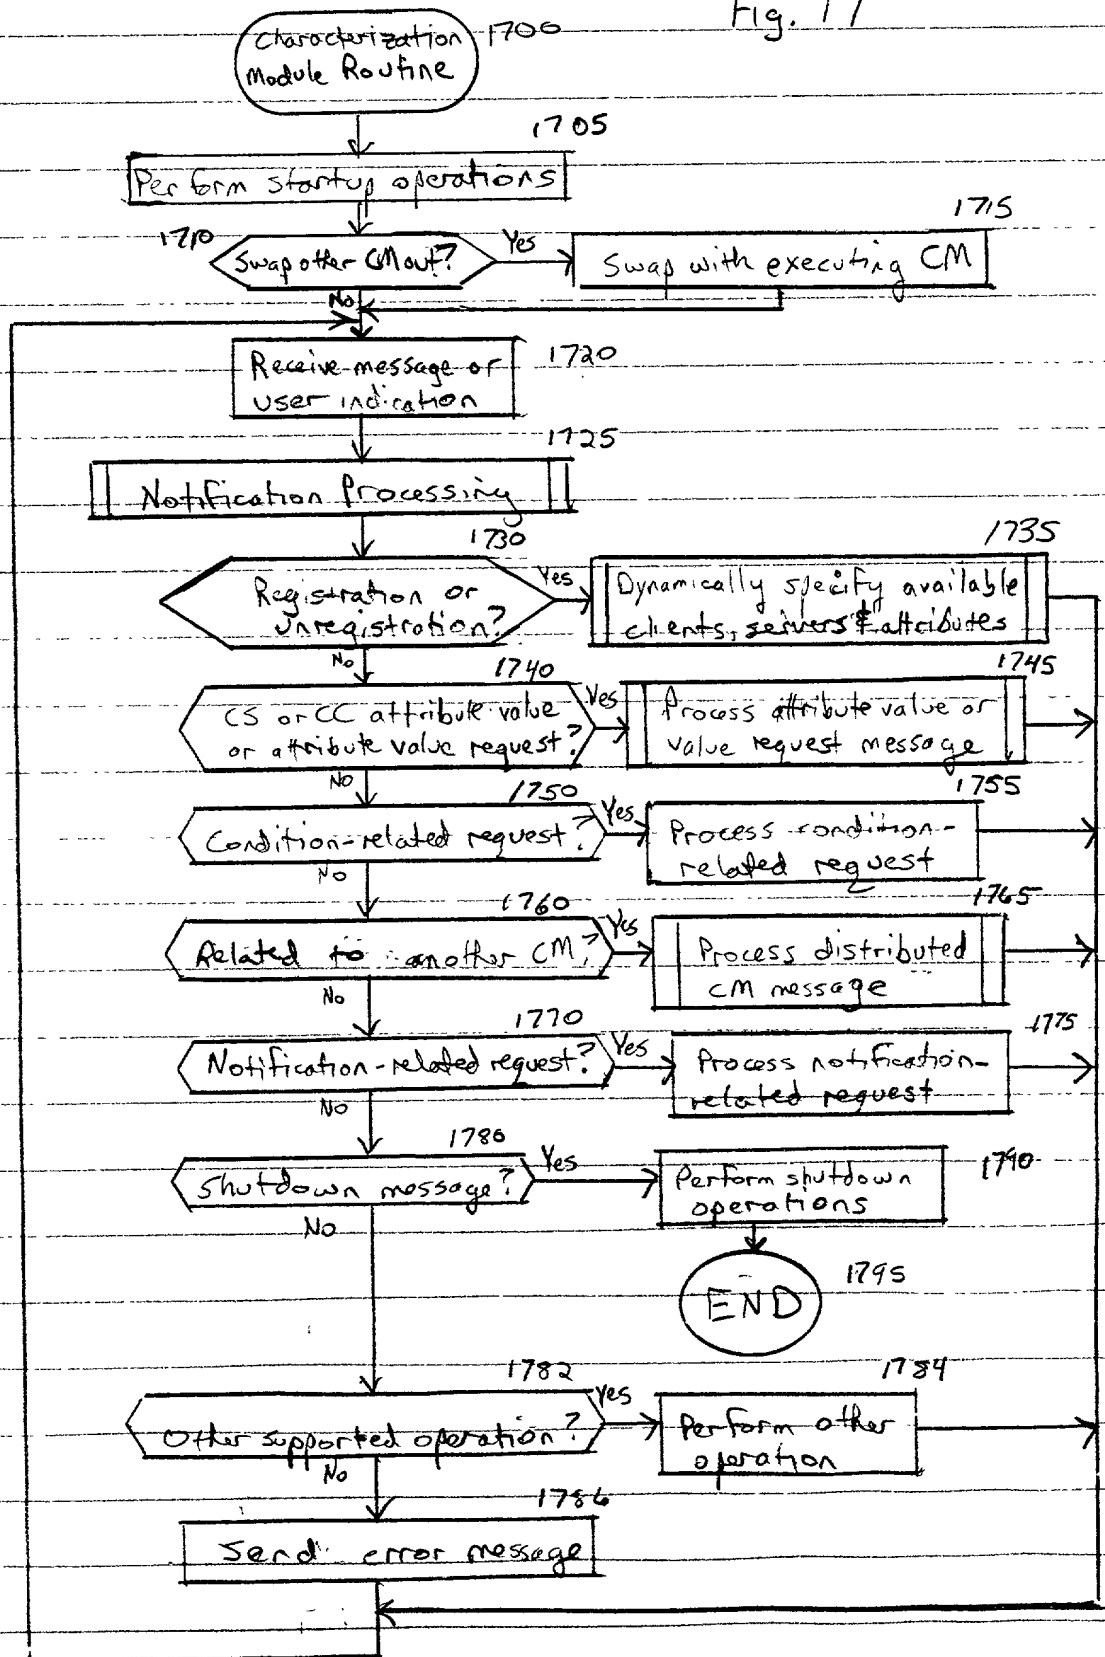 Fig. 17
Characterization
Module Routine
1700
1705
Perform startup operations
1710
Swap other CM out?
Yes
1715
Swap with executing CM
No
Receive message or
user indication
1720
1725
Notification Processing
1730
Registration or
unregistration?
Yes
1735
Dynamically specify available
clients, servers & attributes
No
1740
CS or CC attribute value
or attribute value request?
Yes
1745
Process attribute value or
value request message
No
1750
Condition-related request?
Yes
1755
Process condition-
related request
No
1760
Related to another CM?
Yes
1765
Process distributed
CM message
No
1770
Notification-related request?
Yes
1775
Process notification-
related request
No
1780
Shutdown message?
Yes
1790
Perform shutdown
operations
No
1795
END
1782
Other supported operation?
Yes
1784
Perform other
operation
No
1786
Send error message